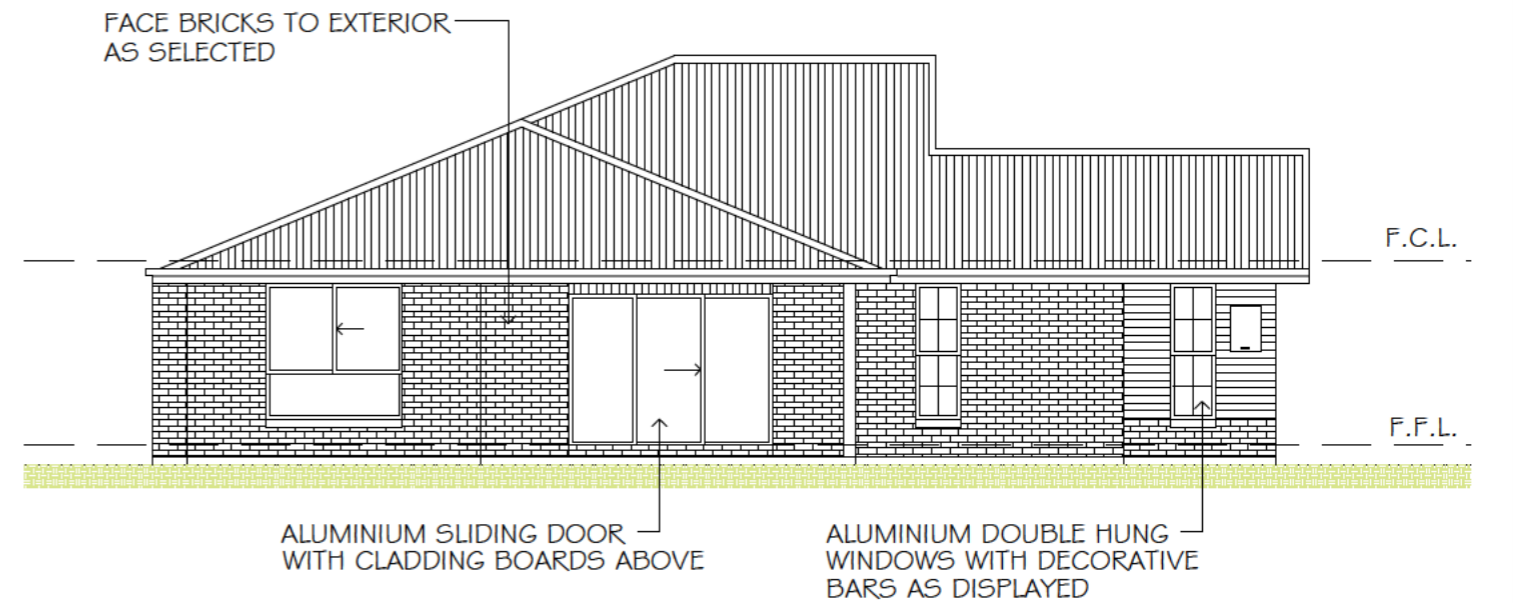 FACE BRICKS TO EXTERIOR
AS SELECTED
F.C.L.
F.F.L.
ALUMINIUM SLIDING DOOR
WITH CLADDING BOARDS ABOVE
ALUMINIUM DOUBLE HUNG
WINDOWS WITH DECORATIVE
BARS AS DISPLAYED